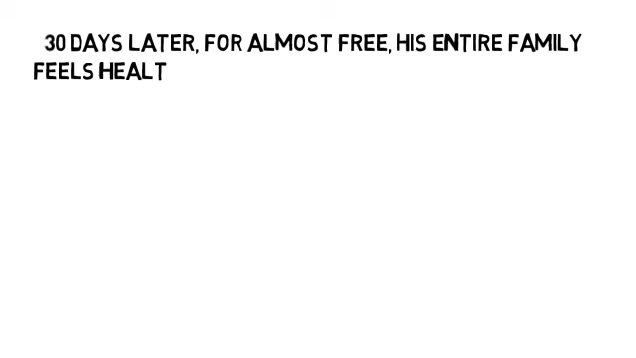 30 DAYS LATER, FOR ALMOST FREE, HIS ENTIRE FAMILY
FEELS HEALT